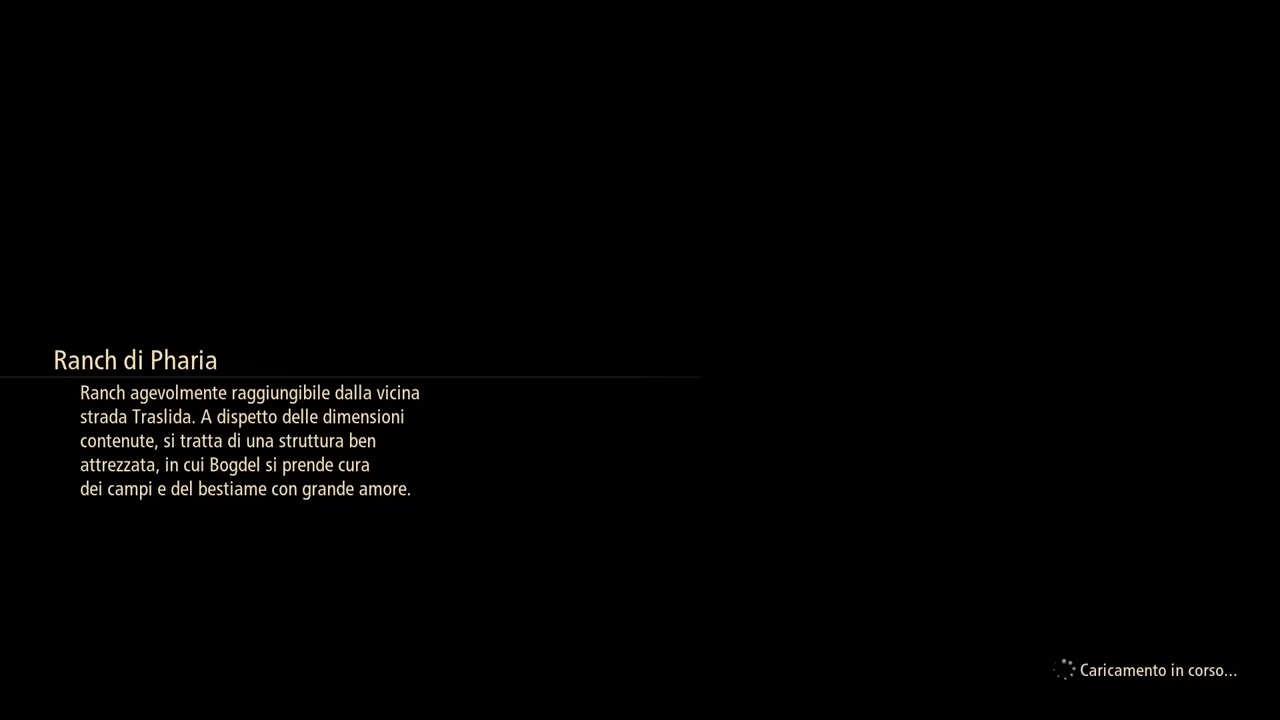 Ranch di Pharia
Ranch agevolmente raggiungibile dalla vicina
strada Traslida. A dispetto delle dimensioni
contenute, si tratta di una struttura ben
attrezzata, in cui Bogdel si prende cura
dei campi e del bestiame con grande amore.
Caricamento in corso...